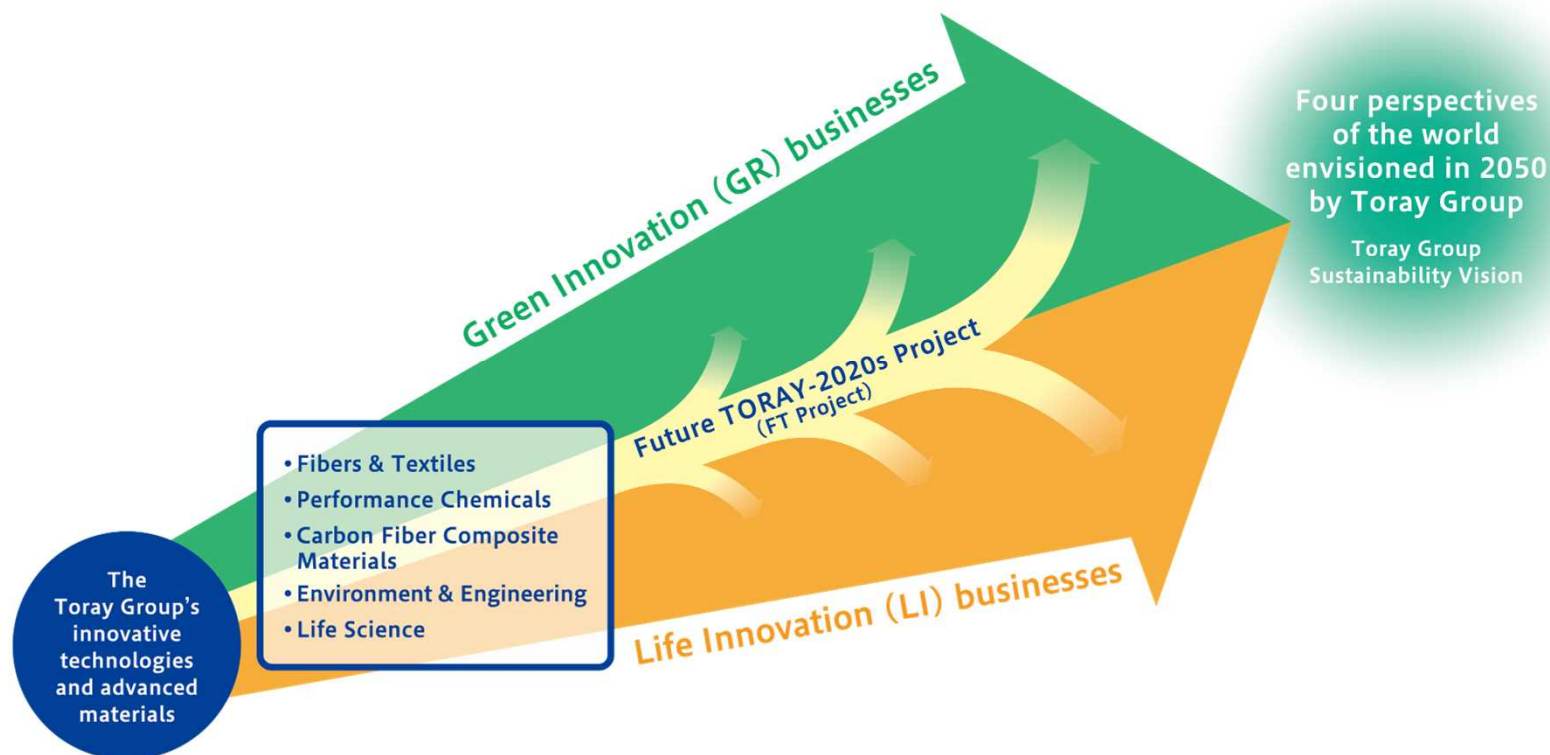 Green Innovation (GR) businesses
Four perspectives
of the world
envisioned in 2050
by Toray Group
Toray Group
Sustainability Vision
Future TORAY-2020s Project
(FT Project)
• Fibers & Textiles
• Performance Chemicals
• Carbon Fiber Composite
Materials
• Environment & Engineering
• Life Science
The
Toray Group's
innovative
technologies
and advanced
materials
Life Innovation (LI) businesses